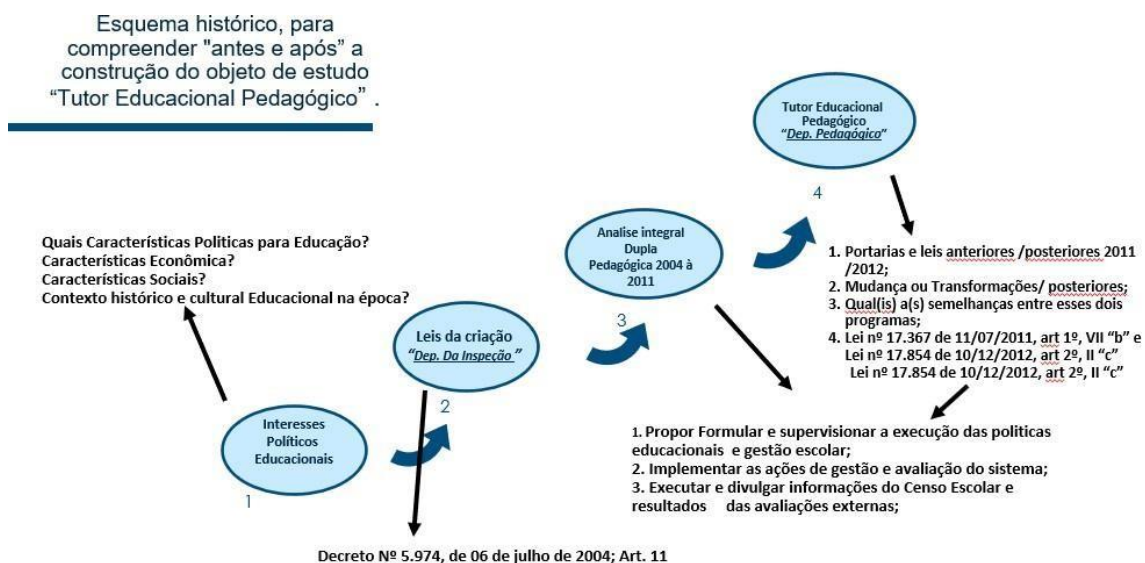 Esquema histórico, para
compreender "antes e após” a
construção do objeto de estudo
“Tutor Educacional Pedagógico” .
Tutor Educacional
Pedagógico
“Dep. Pedagógico”
4
Quais Características Politicas para Educação?
Características Econômica?
Características Sociais?
Contexto histórico e cultural Educacional na época?
Analise integral
Dupla
Pedagógica 2004 à
2011
3
1. Portarias e leis anteriores /posteriores 2011
/2012;
2. Mudança ou Transformações/ posteriores;
3. Qual(is) a(s) semelhanças entre esses dois
programas;
4. Lei nº 17.367 de 11/07/2011, art 1º, VII “b” e
Lei nº 17.854 de 10/12/2012, art 2º, II “c”
Lei nº 17.854 de 10/12/2012, art 2º, II “c”
Leis da criação
“Dep. Da Inspeção ”
2
Interesses
Políticos
Educacionais
1
1. Propor Formular e supervisionar a execução das politicas
educacionais e gestão escolar;
2. Implementar as ações de gestão e avaliação do sistema;
3. Executar e divulgar informações do Censo Escolar e
resultados das avaliações externas;
Decreto Nº 5.974, de 06 de julho de 2004; Art. 11